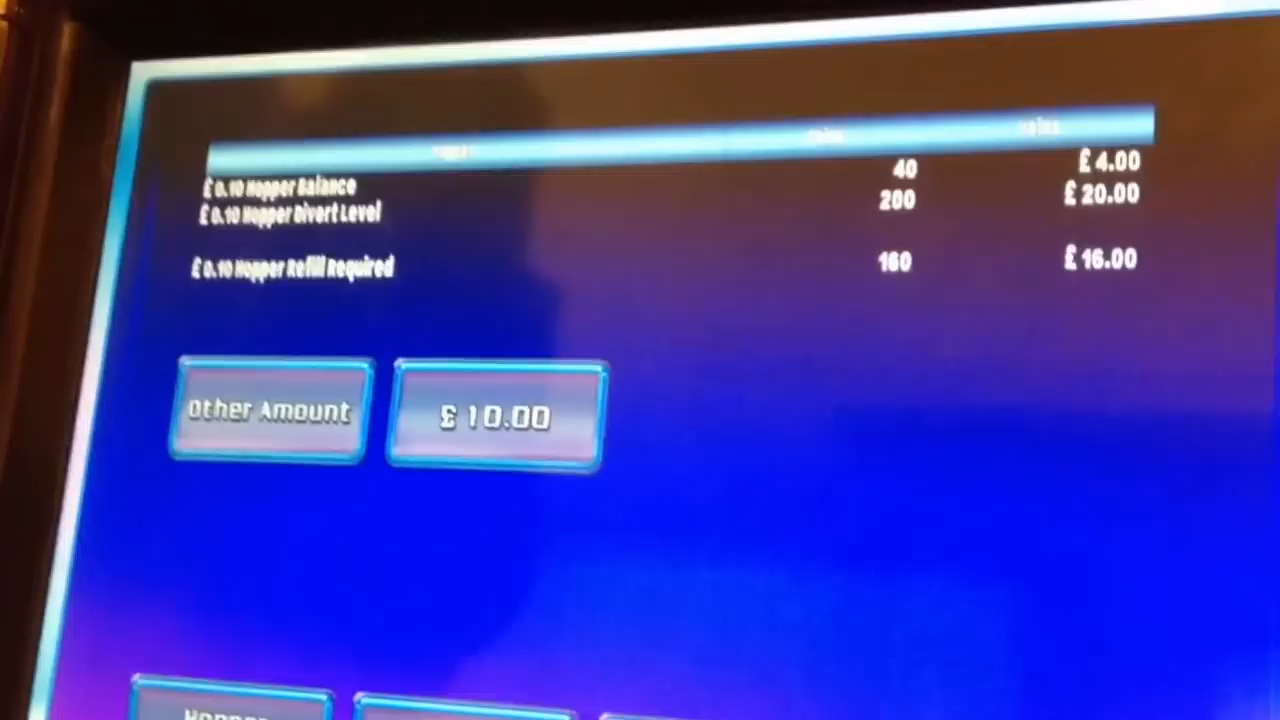 £ 0.10 Hopper Balance 40 £ 4.00
£ 0.10 Hopper Divert Level 200 £ 20.00
£ 0.10 Hopper Refill Required 160 £ 16.00
Other Amount £ 10.00
Hopper